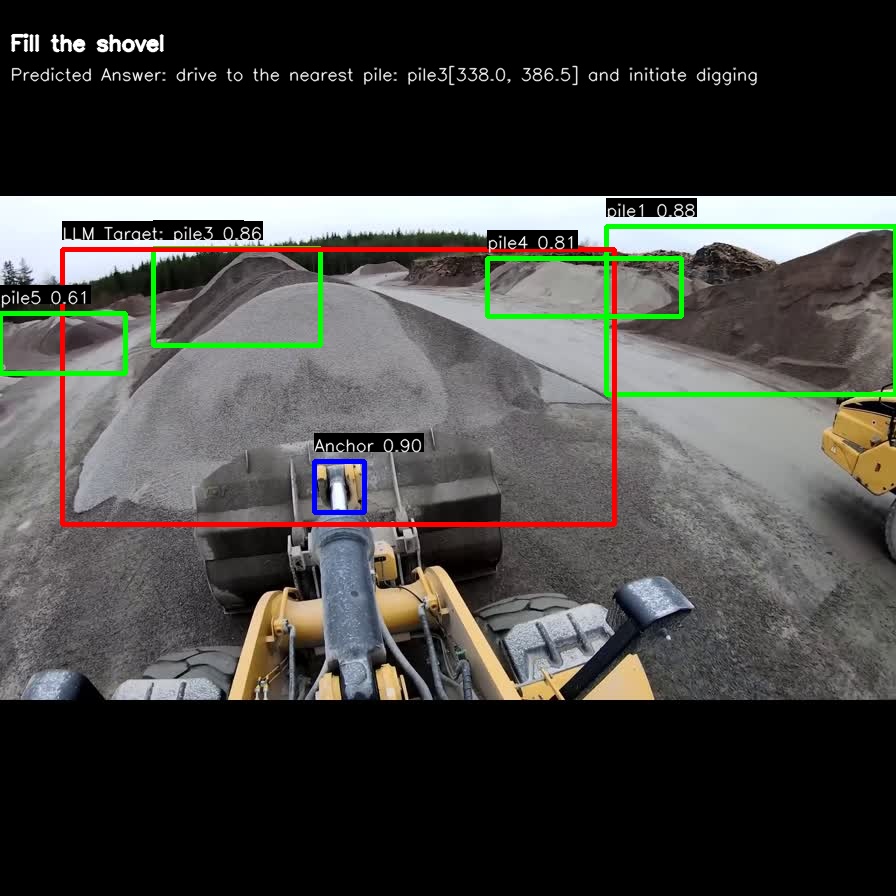 Fill the shovel
Predicted Answer: drive to the nearest pile: pile3[338.0, 386.5] and initiate digging
pile1 0.88
LLM Target: pile3 0.86
pile4 0.81
pile5 0.61
Anchor 0.90